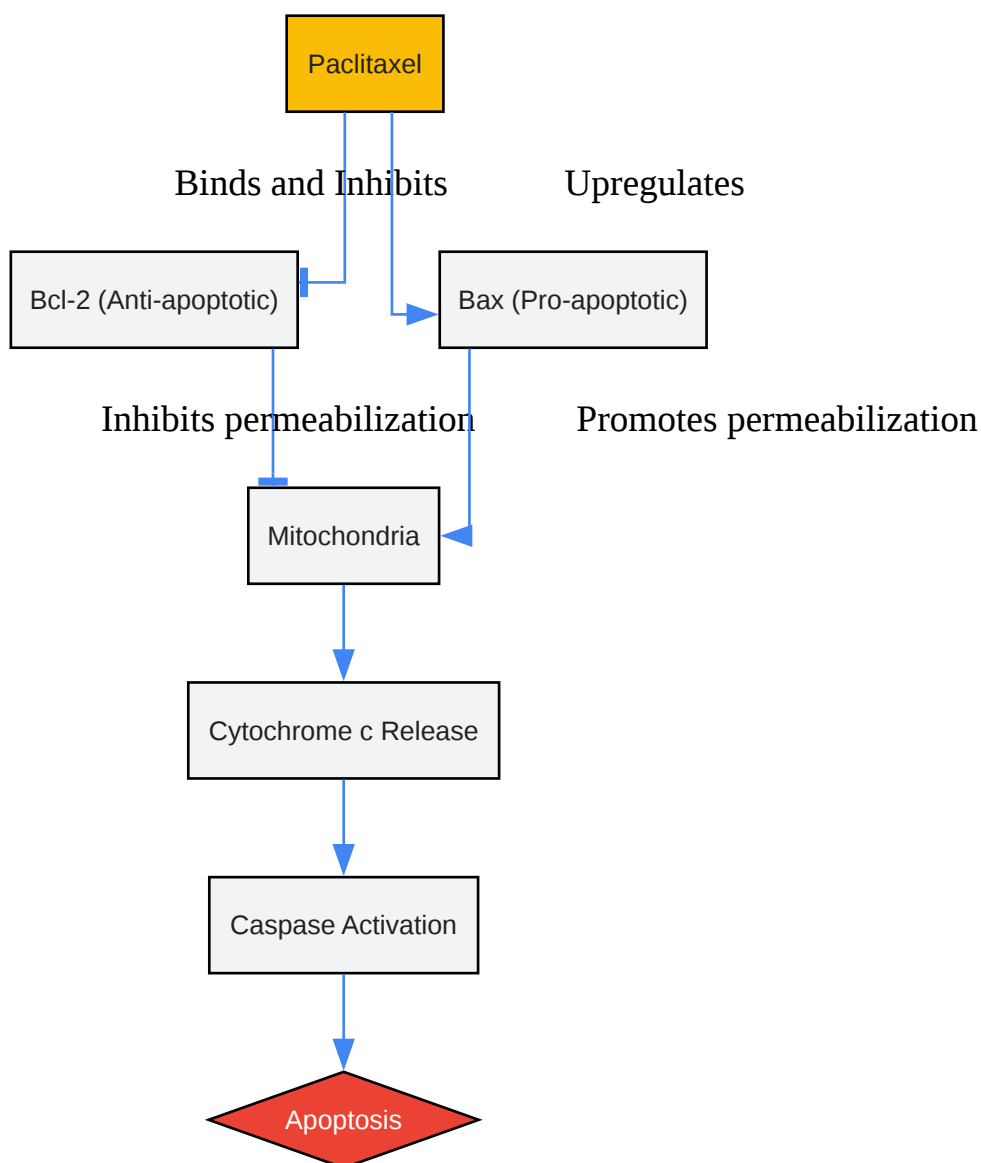 Paclitaxel
Binds and Inhibits
Upregulates
Bcl-2 (Anti-apoptotic)
Bax (Pro-apoptotic)
Inhibits permeabilization
Promotes permeabilization
Mitochondria
Cytochrome c Release
Caspase Activation
Apoptosis